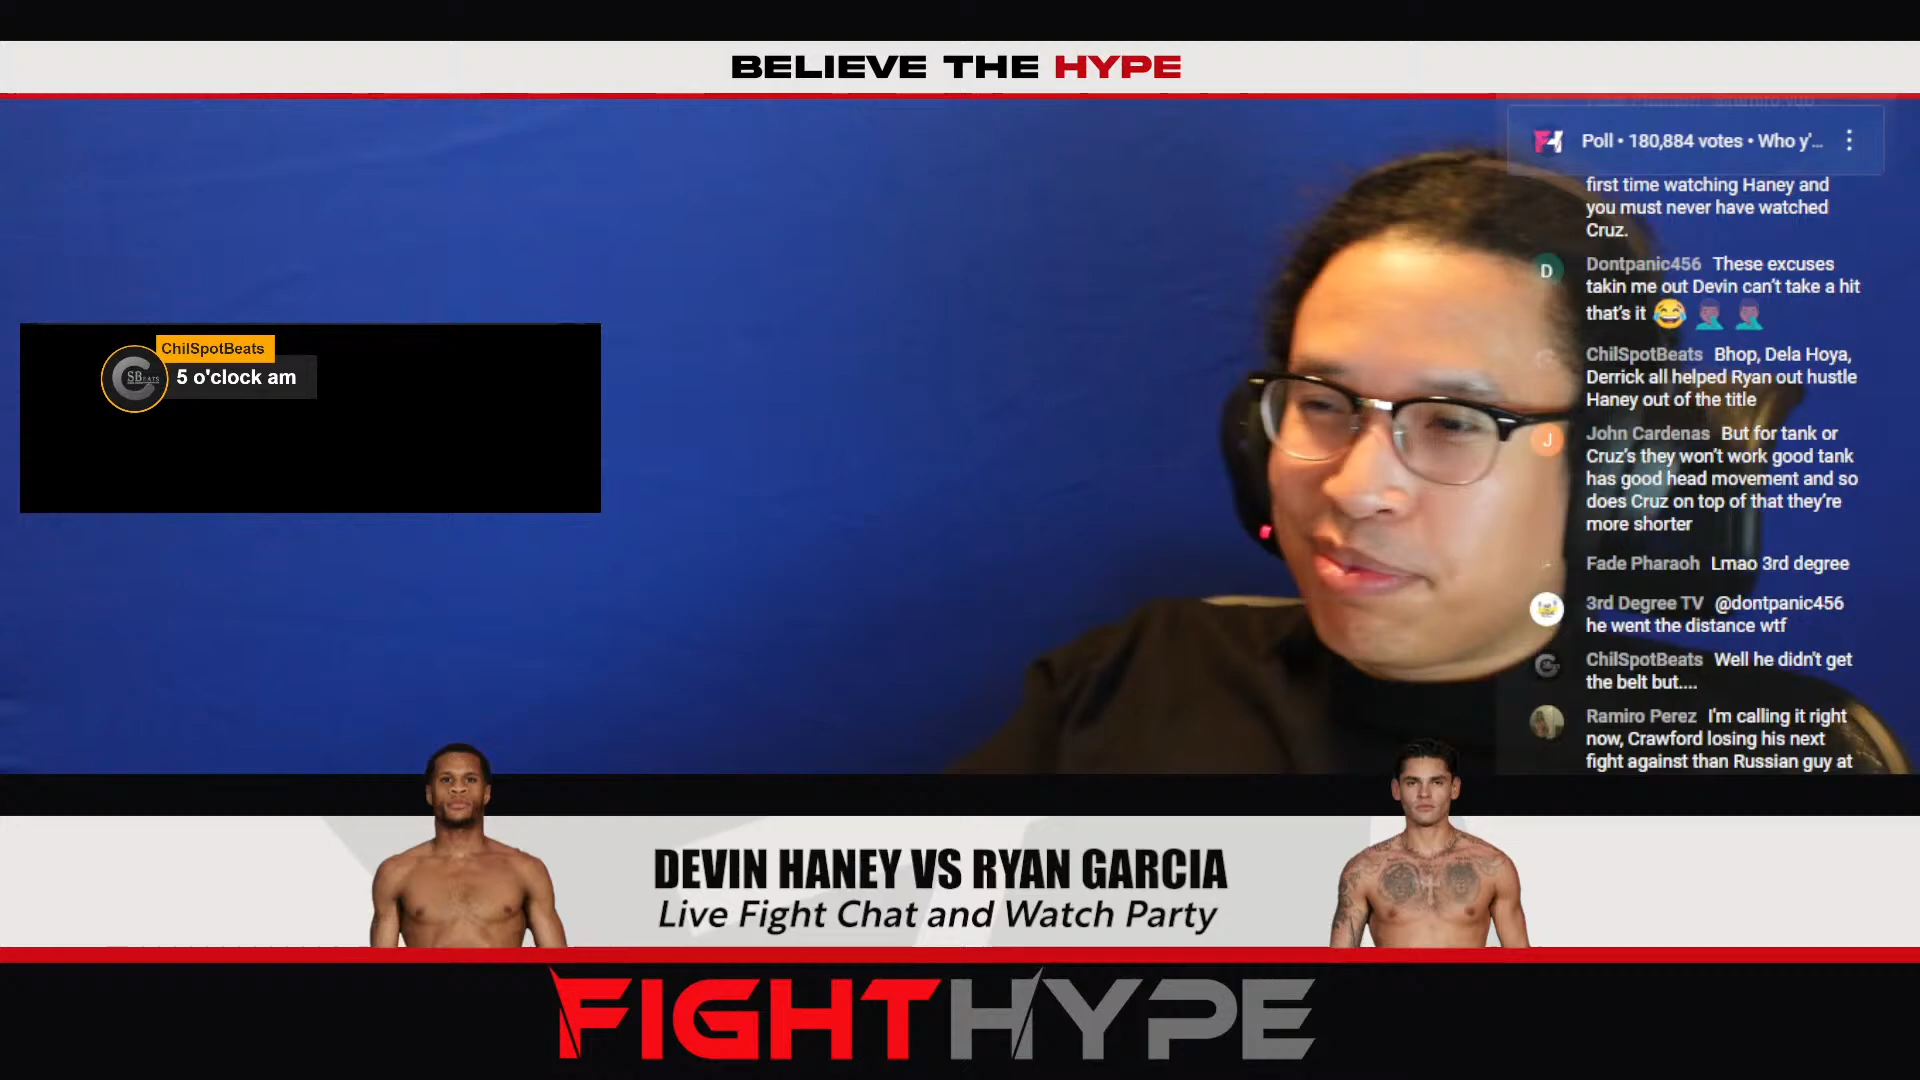 BELIEVE THE HYPE
Poll • 180,884 votes • Who y'...
first time watching Haney and
you must never have watched
Cruz.
D
Dontpanic456 These excuses
takin me out Devin can't take a hit
that's it
ChilSpotBeats Bhop, Dela Hoya,
Derrick all helped Ryan out hustle
Haney out of the title
J
John Cardenas But for tank or
Cruz's they won't work good tank
has good head movement and so
does Cruz on top of that they're
more shorter
Fade Pharaoh Lmao 3rd degree
3rd Degree TV @dontpanic456
he went the distance wtf
ChilSpotBeats Well he didn't get
the belt but....
Ramiro Perez I'm calling it right
now, Crawford losing his next
fight against than Russian guy at
ChilSpotBeats
SBEATS
5 o'clock am
DEVIN HANEY VS RYAN GARCIA
Live Fight Chat and Watch Party
FIGHTHYPE